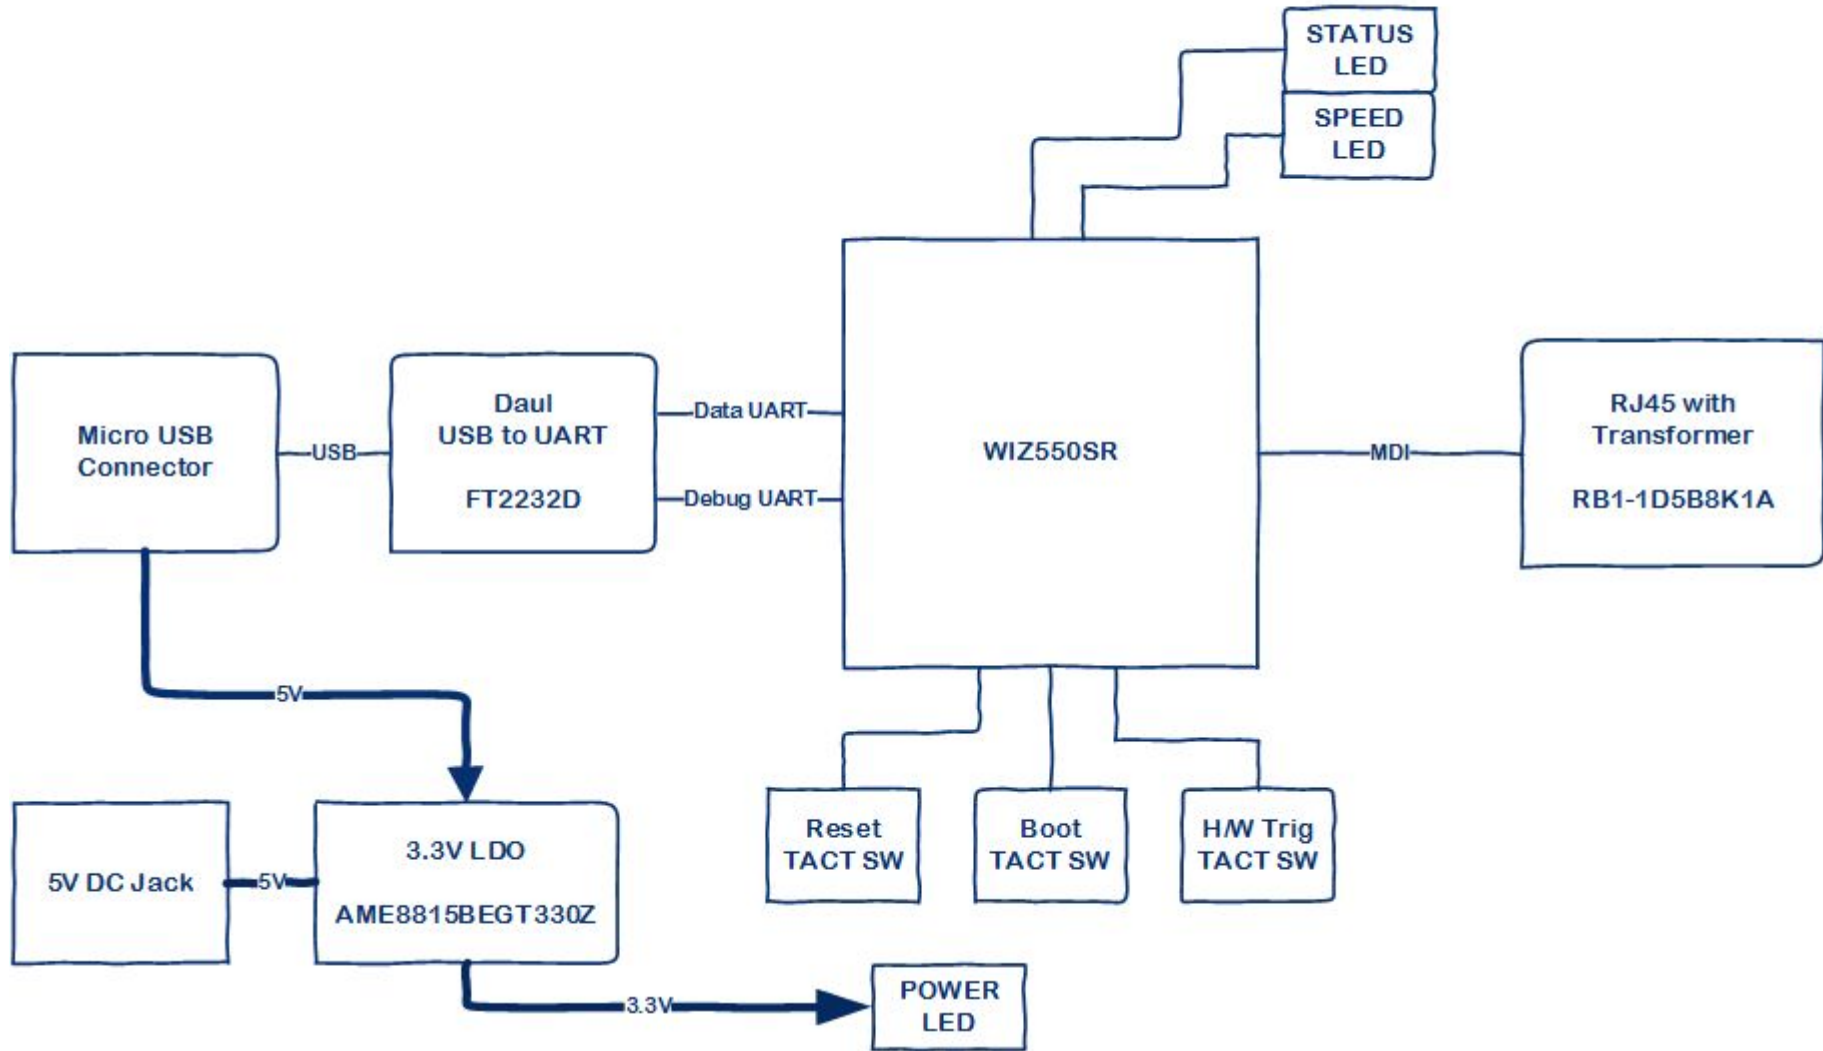 STATUS
LED
SPEED
LED
Micro USB
Connector
USB
Daul
USB to UART
FT2232D
Data UART
Debug UART
WIZ550SR
MDI
RJ45 with
Transformer
RB1-1D5B8K1A
5V
5V DC Jack
5V
3.3V LDO
AME8815BEGT330Z
Reset
TACT SW
Boot
TACT SW
H/W Trig
TACT SW
3.3V
POWER
LED